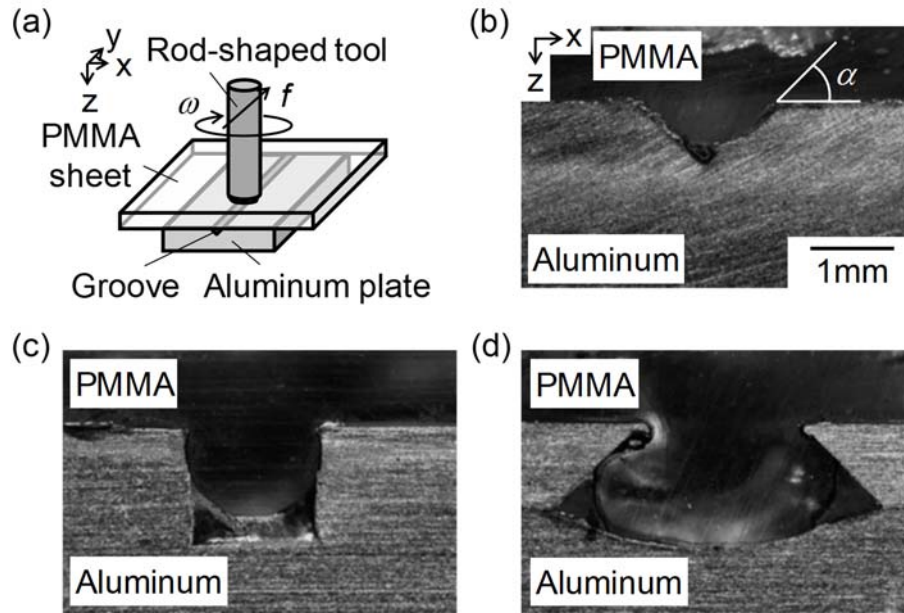 (a)
y
x
z
Rod-shaped tool
ω
f
PMMA
sheet
Groove
Aluminum plate
(b)
x
z
PMMA
α
Aluminum
1mm
(c)
PMMA
Aluminum
(d)
PMMA
Aluminum